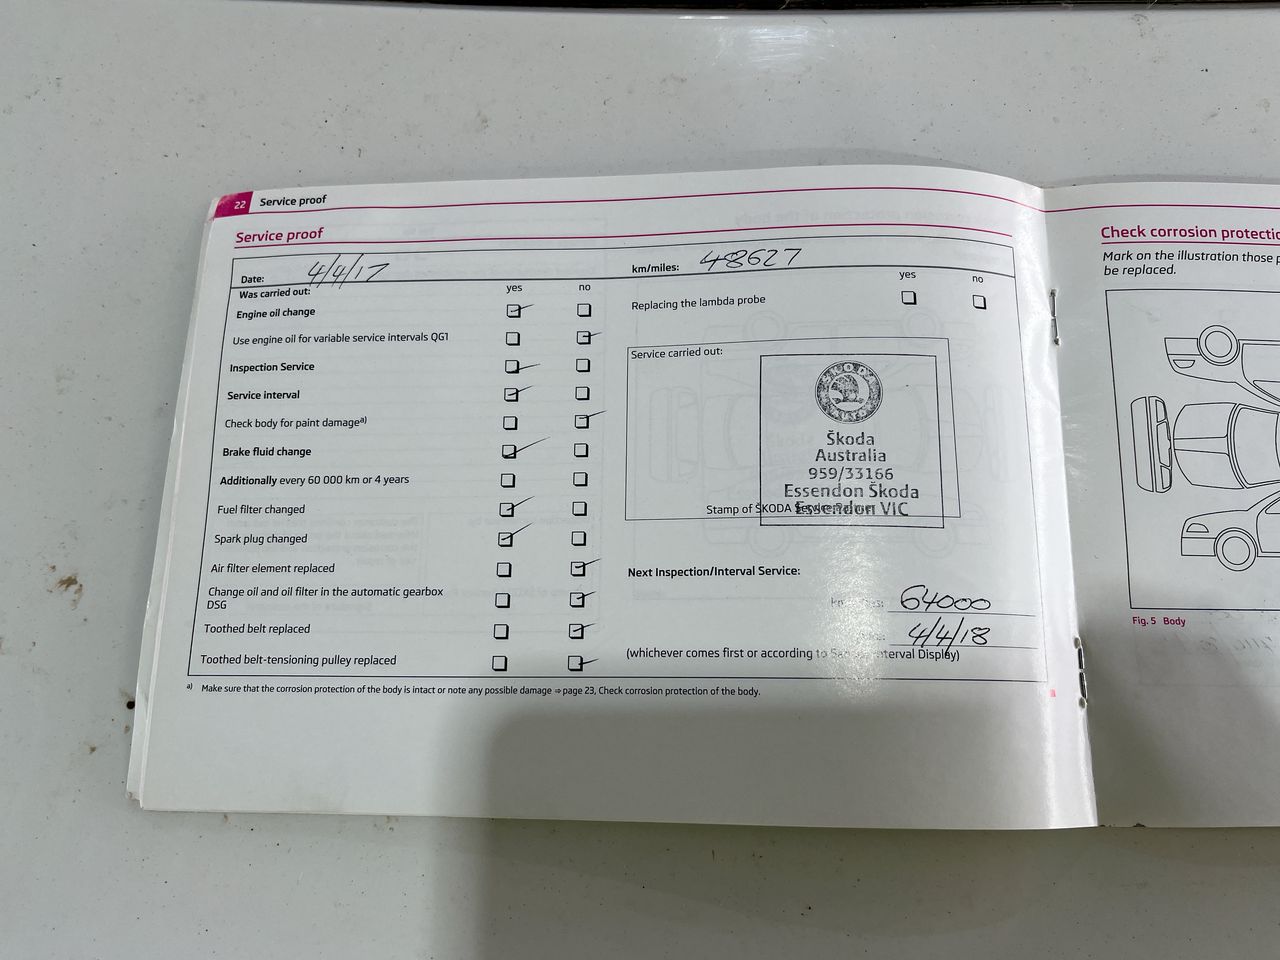 22 Service proof
Service proof
Date: 4/4/17 km/miles: 48627
Was carried out: yes no
yes no
Engine oil change
Replacing the lambda probe
Use engine oil for variable service intervals QG1
Inspection Service
Service interval
Check body for paint damage a)
Brake fluid change
Additionally every 60 000 km or 4 years
Fuel filter changed
Spark plug changed
Air filter element replaced
Change oil and oil filter in the automatic gearbox
DSG
Toothed belt replaced
Toothed belt-tensioning pulley replaced
Service carried out:
ŠKODA
Škoda
Australia
959/33166
Essendon Škoda
Essendon VIC
Stamp of ŠKODA Service
Next Inspection/Interval Service:
64000
4/4/18
(whichever comes first or according to Service Interval Display)
a) Make sure that the corrosion protection of the body is intact or note any possible damage ⇒ page 23, Check corrosion protection of the body.
Check corrosion protectio
Mark on the illustration those p
be replaced.
Fig. 5 Body